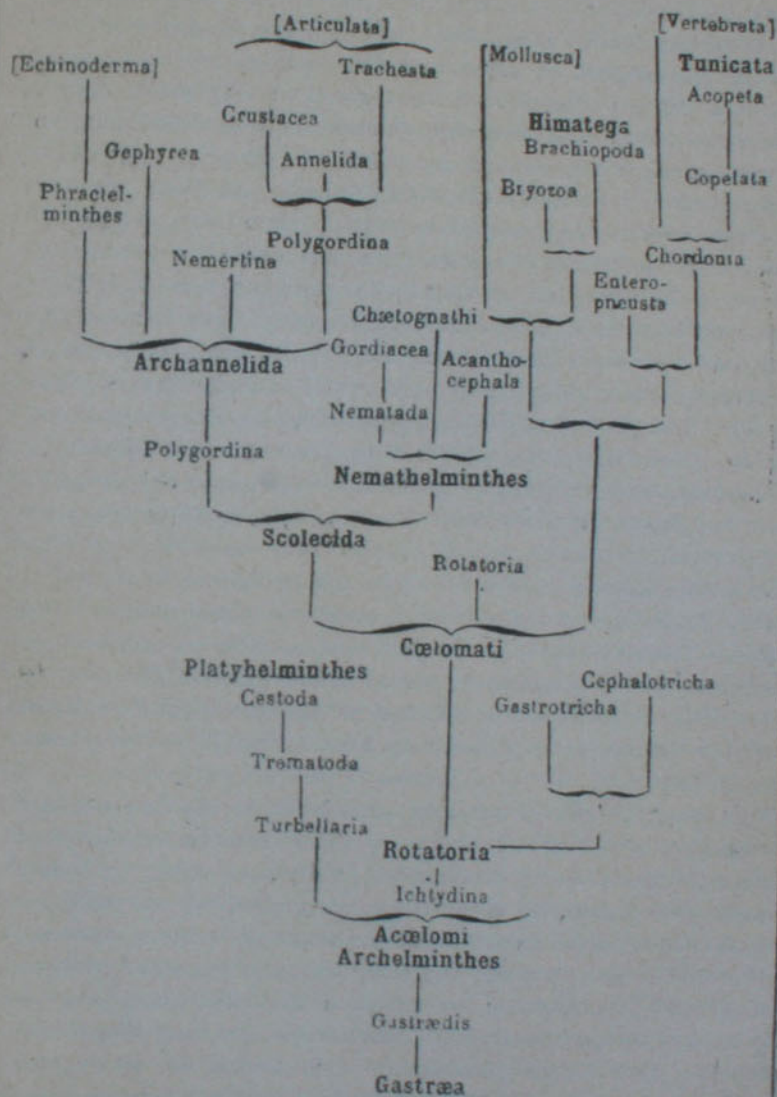 [Articulata]
[Vertebrata]
[Echinoderma]
Tracheata
[Mollusca]
Tunicata
Acopeta
Crustacea
Himatega
Brachiopoda
Gephyrea
Annelida
Bryozoa
Copelata
Phractel-
minthes
Polygordina
Nemertina
Chordonia
Entero-
pneusta
Chætognathi
Archannelida
Gordiacea
Acantho-
cephala
Nematada
Polygordina
Nemathelminthes
Scolecida
Rotatoria
Cœlomati
Platyhelminthes
Cestoda
Cephalotricha
Gastrotricha
Trematoda
Turbellaria
Rotatoria
Ichtydina
Acœlomi
Archelminthes
Gastrædis
Gastræa